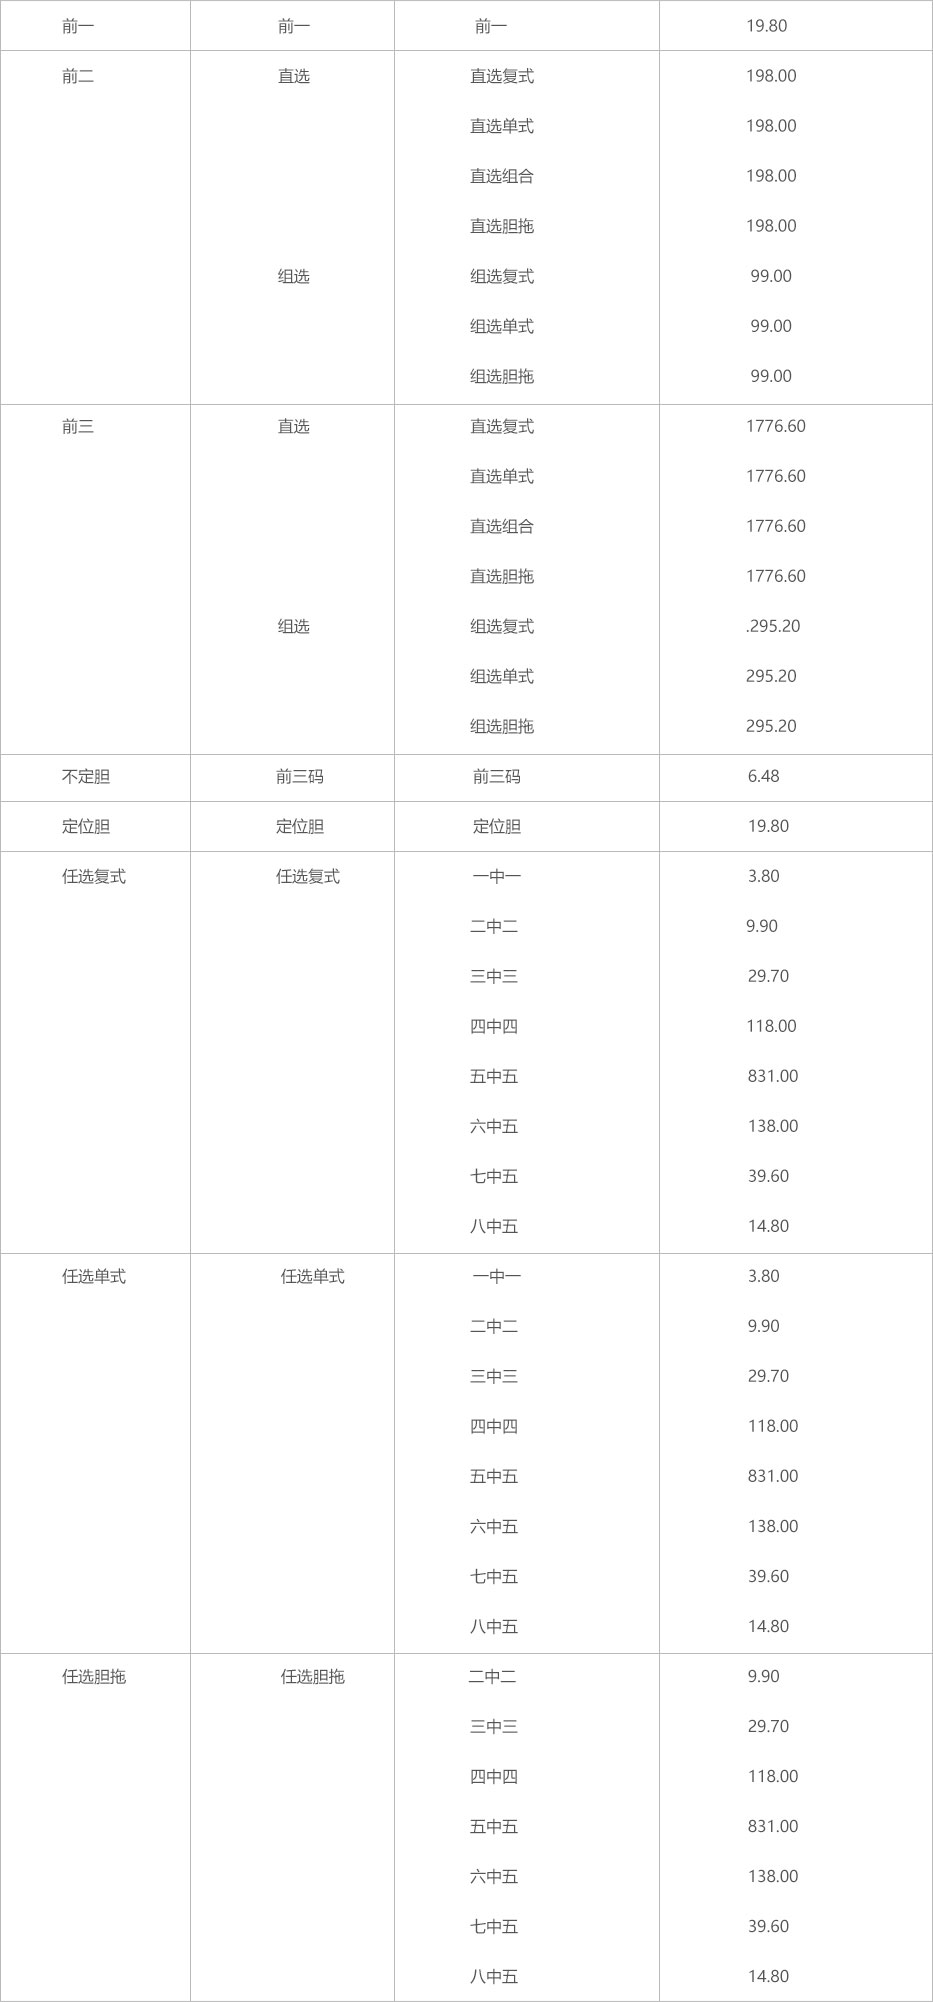 前一 前一 前一 19.80
前二 直选 直选复式 198.00
直选单式 198.00
直选组合 198.00
直选胆拖 198.00
组选 组选复式 99.00
组选单式 99.00
组选胆拖 99.00
前三 直选 直选复式 1776.60
直选单式 1776.60
直选组合 1776.60
直选胆拖 1776.60
组选 组选复式 .295.20
组选单式 295.20
组选胆拖 295.20
不定胆 前三码 前三码 6.48
定位胆 定位胆 定位胆 19.80
任选复式 任选复式 一中一 3.80
二中二 9.90
三中三 29.70
四中四 118.00
五中五 831.00
六中五 138.00
七中五 39.60
八中五 14.80
任选单式 任选单式 一中一 3.80
二中二 9.90
三中三 29.70
四中四 118.00
五中五 831.00
六中五 138.00
七中五 39.60
八中五 14.80
任选胆拖 任选胆拖 二中二 9.90
三中三 29.70
四中四 118.00
五中五 831.00
六中五 138.00
七中五 39.60
八中五 14.80